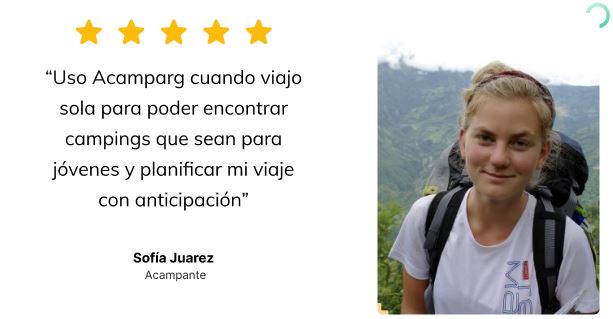 “Uso Acamparg cuando viajo
sola para poder encontrar
campings que sean para
jóvenes y planificar mi viaje
con anticipación”
Sofía Juarez
Acampante